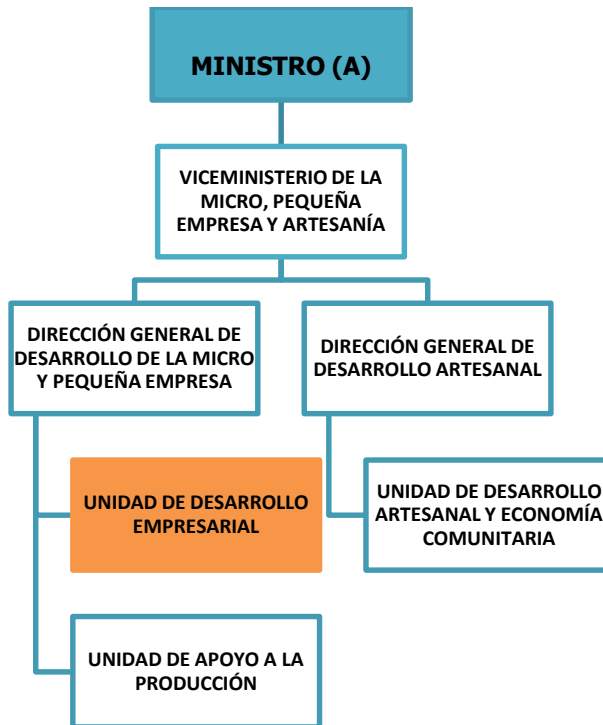 MINISTRO (A)
VICEMINISTERIO DE LA
MICRO, PEQUEÑA
EMPRESA Y ARTESANÍA
DIRECCIÓN GENERAL DE
DESARROLLO DE LA MICRO
Y PEQUEÑA EMPRESA
DIRECCIÓN GENERAL DE
DESARROLLO ARTESANAL
UNIDAD DE DESARROLLO
EMPRESARIAL
UNIDAD DE DESARROLLO
ARTESANAL Y ECONOMÍA
COMUNITARIA
UNIDAD DE APOYO A LA
PRODUCCIÓN